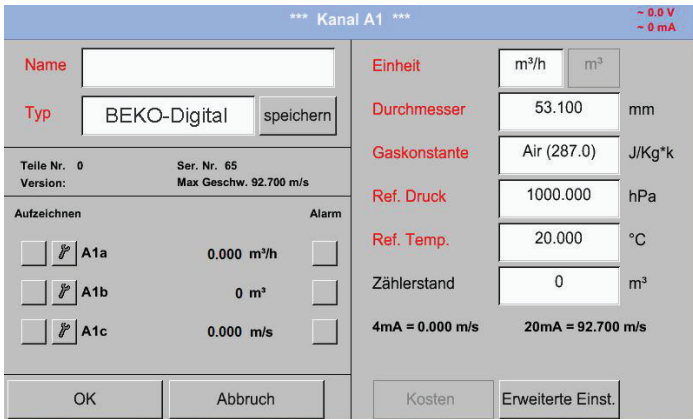 *** Kanal A1 ***
~ 0.0 V
~ 0 mA
Name
Typ BEKO-Digital speichern
Teile Nr. 0 Ser. Nr. 65
Version: Max Geschw. 92.700 m/s
Aufzeichnen Alarm
A1a 0.000 m³/h
A1b 0 m³
A1c 0.000 m/s
OK Abbruch
Einheit m³/h m³
Durchmesser 53.100 mm
Gaskonstante Air (287.0) J/Kg*k
Ref. Druck 1000.000 hPa
Ref. Temp. 20.000 °C
Zählerstand 0 m³
4mA = 0.000 m/s 20mA = 92.700 m/s
Kosten Erweiterte Einst.